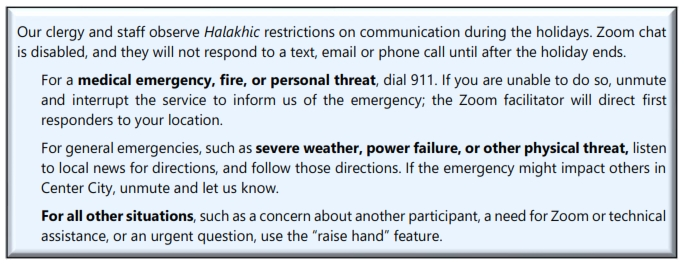 Our clergy and staff observe Halakhic restrictions on communication during the holidays. Zoom chat
is disabled, and they will not respond to a text, email or phone call until after the holiday ends.
For a medical emergency, fire, or personal threat, dial 911. If you are unable to do so, unmute
and interrupt the service to inform us of the emergency; the Zoom facilitator will direct first
responders to your location.
For general emergencies, such as severe weather, power failure, or other physical threat, listen
to local news for directions, and follow those directions. If the emergency might impact others in
Center City, unmute and let us know.
For all other situations, such as a concern about another participant, a need for Zoom or technical
assistance, or an urgent question, use the “raise hand” feature.